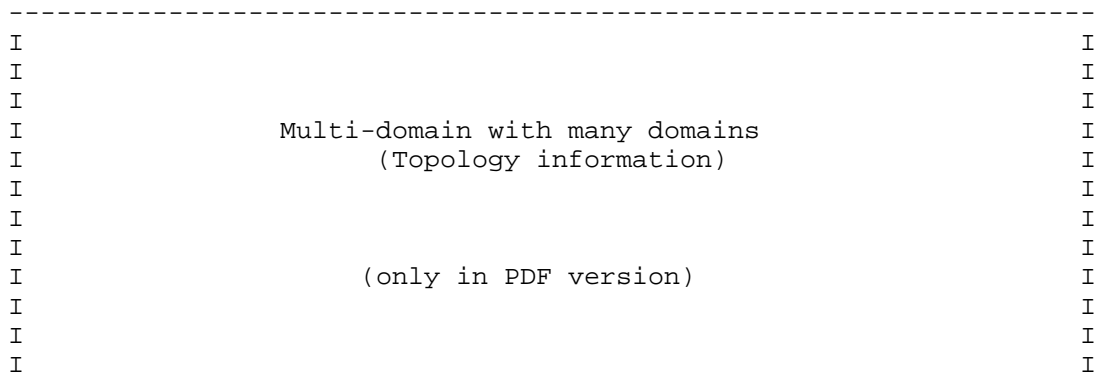 ---------------------------------------------------------------------
I I
I I
I I
I Multi-domain with many domains I
I (Topology information) I
I I
I I
I I
I (only in PDF version) I
I I
I I
I I